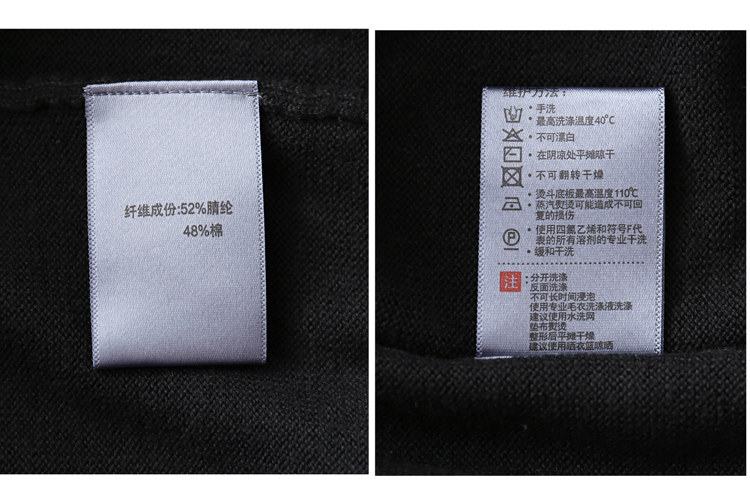 纤维成份:52%腈纶
48%棉
维护方法:
• 手洗
• 最高洗涤温度40℃
• 不可漂白
• 在阴凉处平摊晾干
• 不可翻转干燥
• 熨斗底板最高温度110℃
• 蒸汽熨烫可能造成不可回
复的损伤
• 使用四氯乙烯和符号F代
表的所有溶剂的专业干洗
• 缓和干洗
P
注:分开洗涤
反面洗涤
不可长时间浸泡
使用专业毛衣洗涤液洗涤
建议使用水洗网
垫布熨烫
整形后平摊干燥
建议使用晒衣篮晾晒